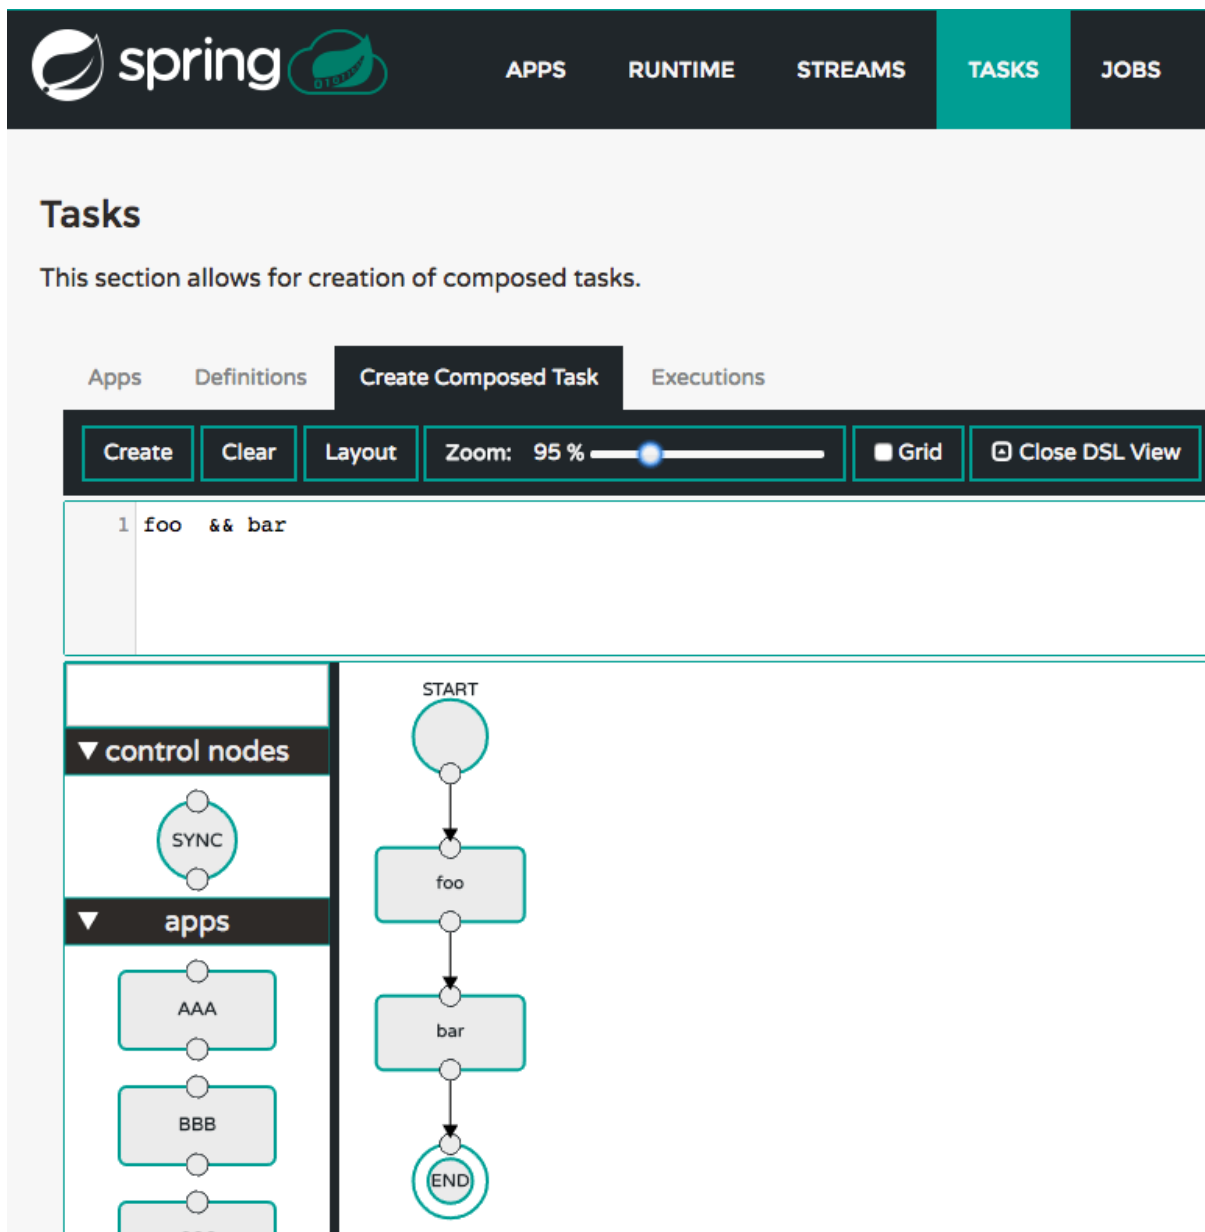 spring
APPS RUNTIME STREAMS TASKS JOBS
Tasks
This section allows for creation of composed tasks.
Apps Definitions Create Composed Task Executions
Create Clear Layout Zoom: 95 % Grid Close DSL View
1 foo  && bar
START
control nodes
SYNC
foo
apps
AAA
bar
BBB
END